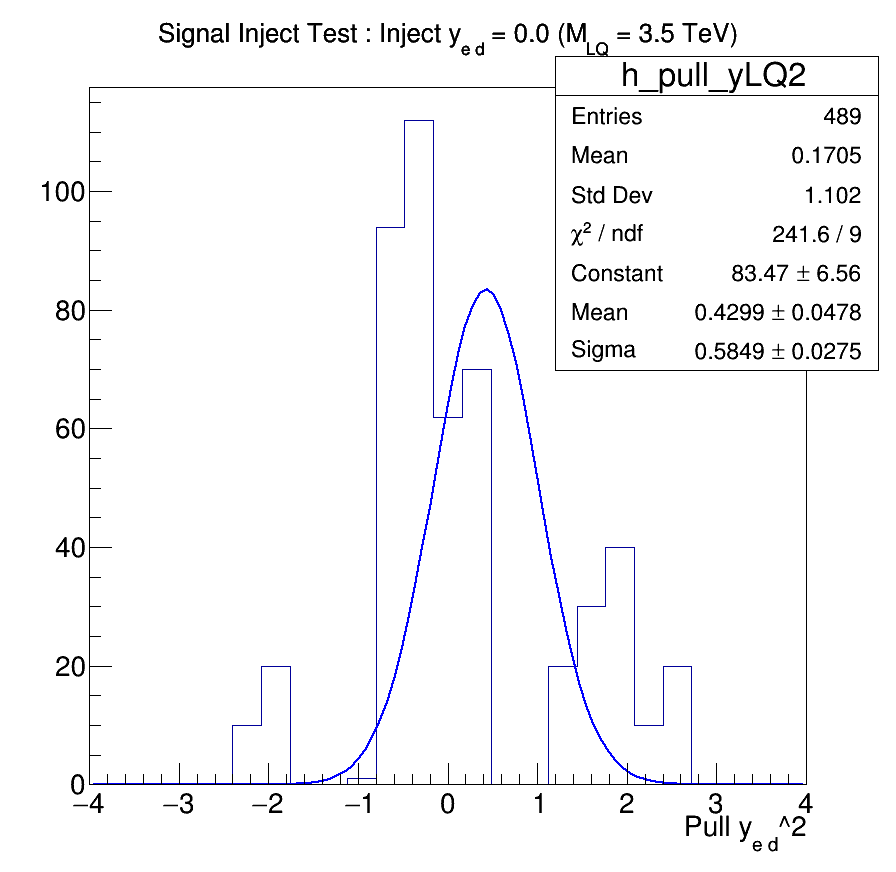 Signal Inject Test : Inject y_{e d} = 0.0 (M_{LQ} = 3.5 TeV)
h_pull_yLQ2
Entries 489
Mean 0.1705
Std Dev 1.102
χ² / ndf 241.6 / 9
Constant 83.47 ± 6.56
Mean 0.4299 ± 0.0478
Sigma 0.5849 ± 0.0275
100
80
60
40
20
0
−4 −3 −2 −1 0 1 2 3 4
Pull y_{e d}^2